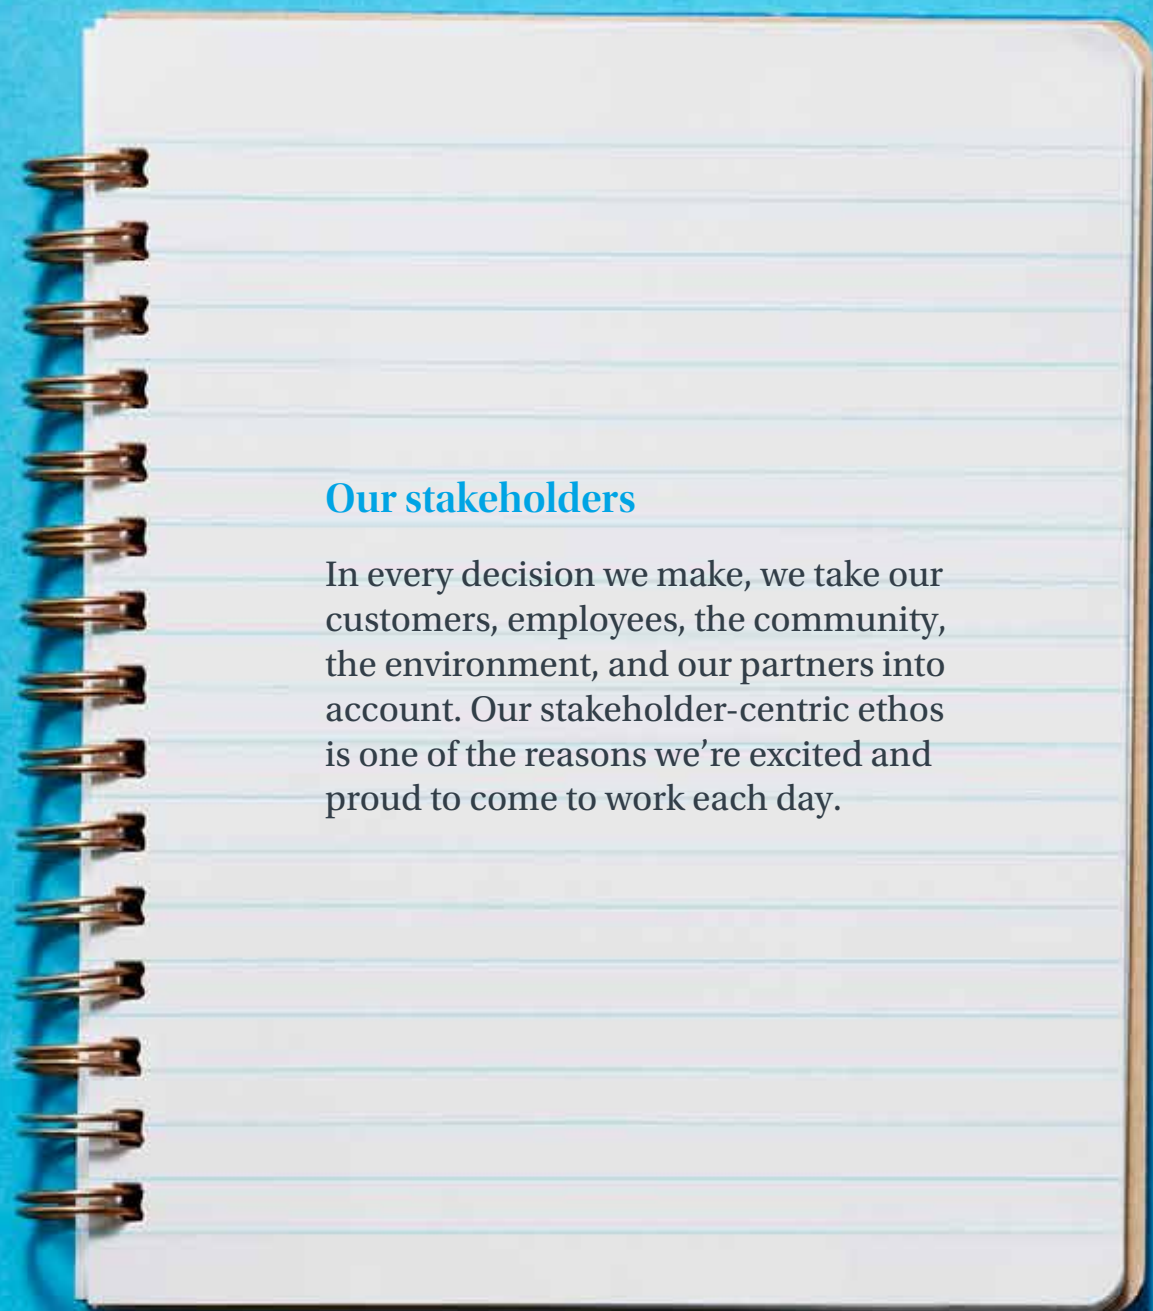 Our stakeholders
In every decision we make, we take our
customers, employees, the community,
the environment, and our partners into
account. Our stakeholder-centric ethos
is one of the reasons we’re excited and
proud to come to work each day.